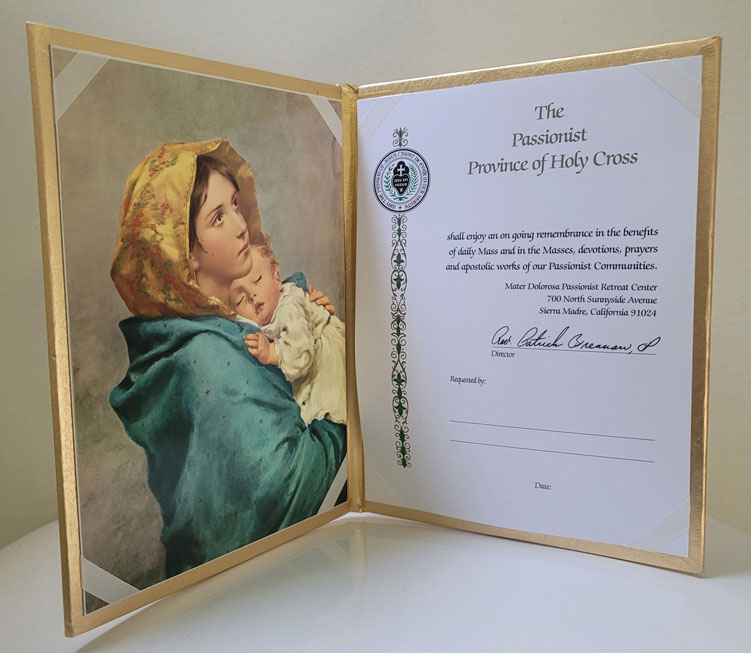 The
Passionist
Province of Holy Cross
shall enjoy an on going remembrance in the benefits
of daily Mass and in the Masses, devotions, prayers
and apostolic works of our Passionist Communities.
Mater Dolorosa Passionist Retreat Center
700 North Sunnyside Avenue
Sierra Madre, California 91024
Patrick Brennan,
Director
Requested by:
Date: